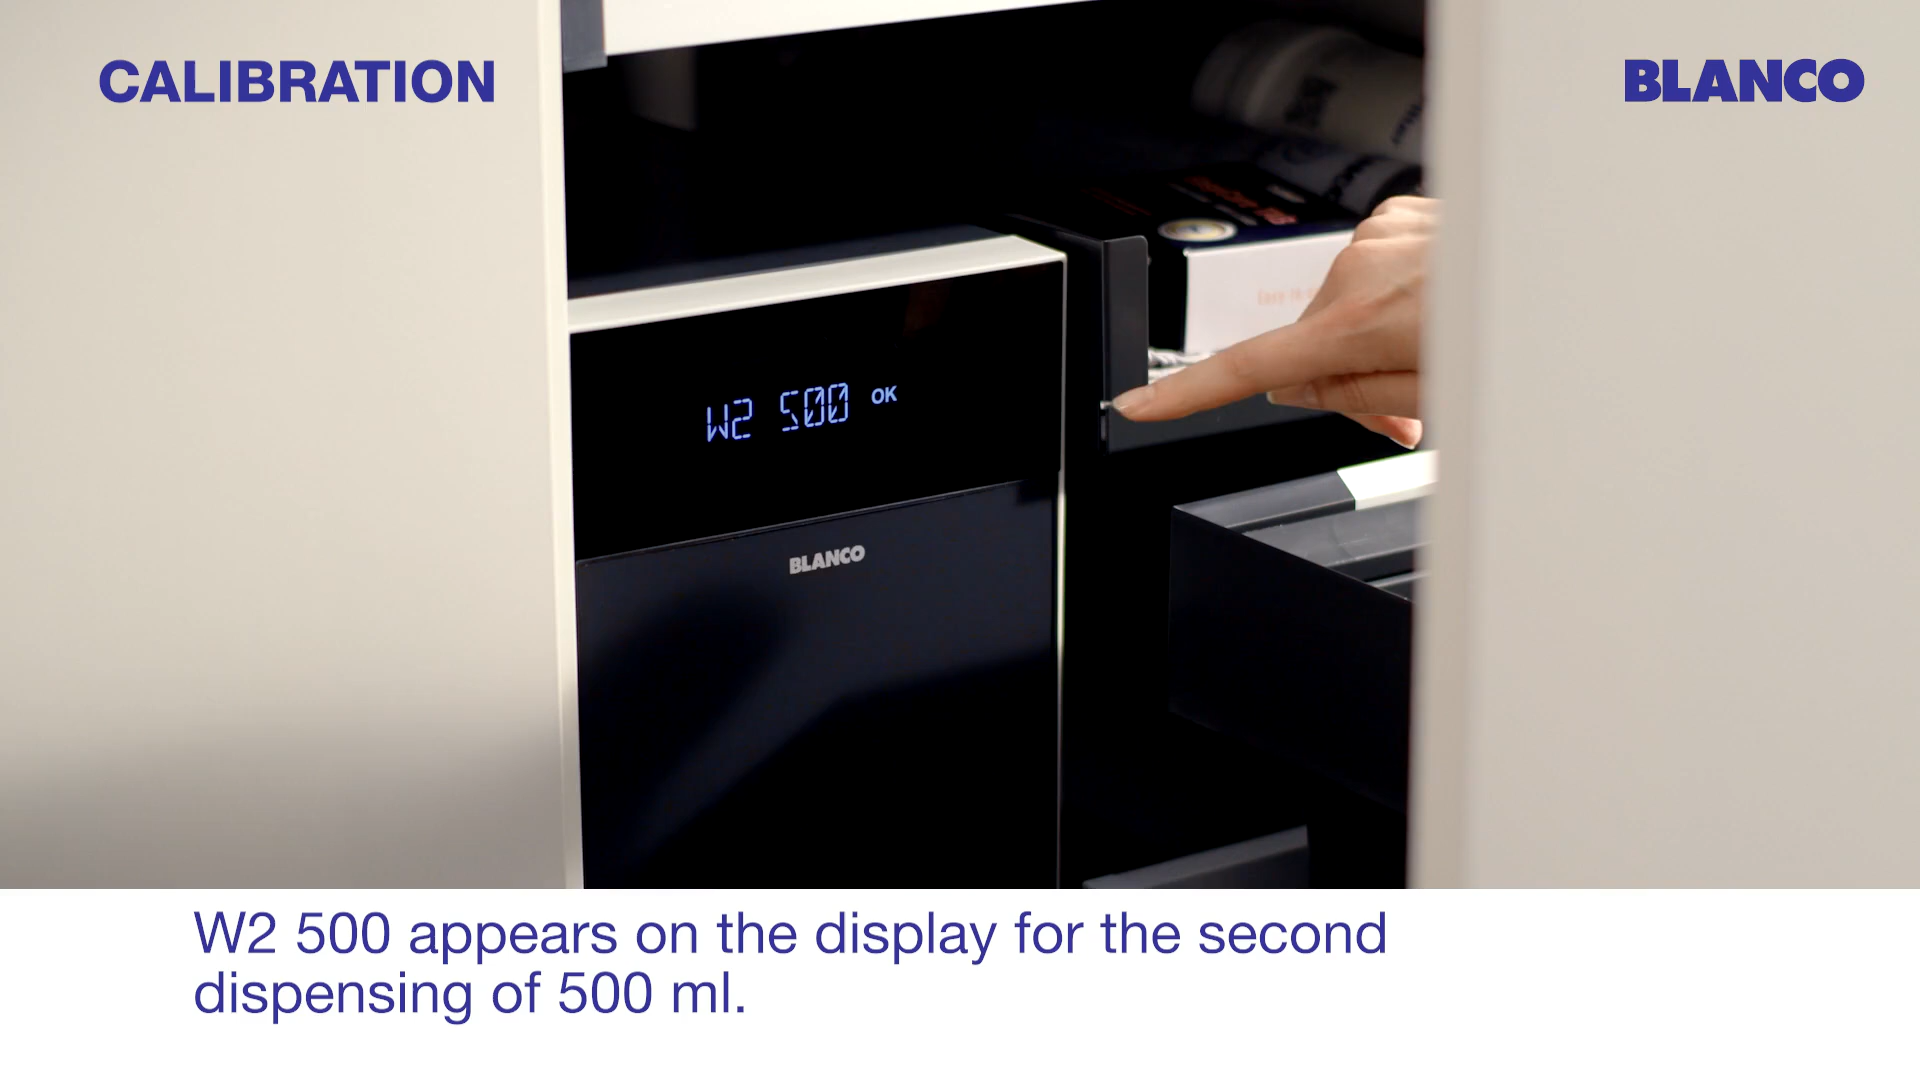 CALIBRATION
BLANCO
W2 500 OK
BLANCO
W2 500 appears on the display for the second
dispensing of 500 ml.